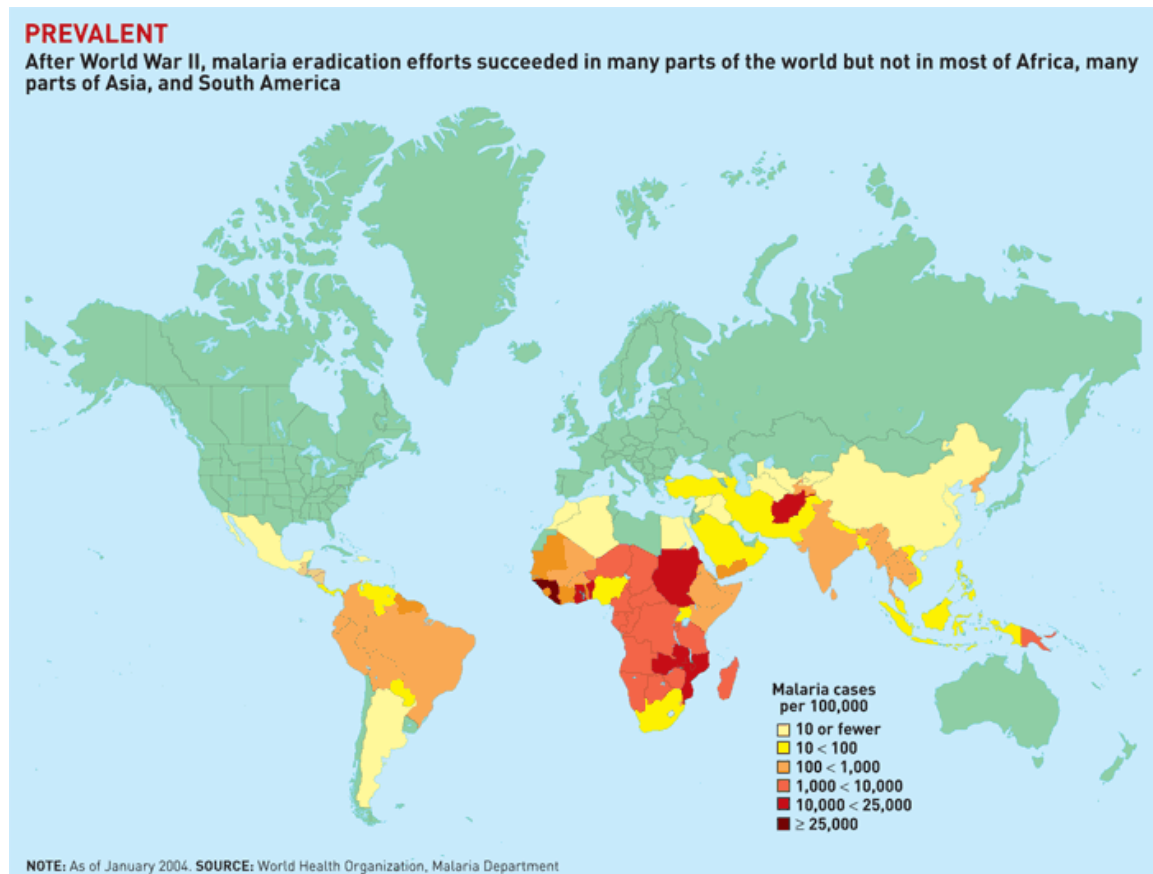 PREVALENT
After World War II, malaria eradication efforts succeeded in many parts of the world but not in most of Africa, many
parts of Asia, and South America
Malaria cases
per 100,000
10 or fewer
10 < 100
100 < 1,000
1,000 < 10,000
10,000 < 25,000
≥ 25,000
NOTE: As of January 2004. SOURCE: World Health Organization, Malaria Department